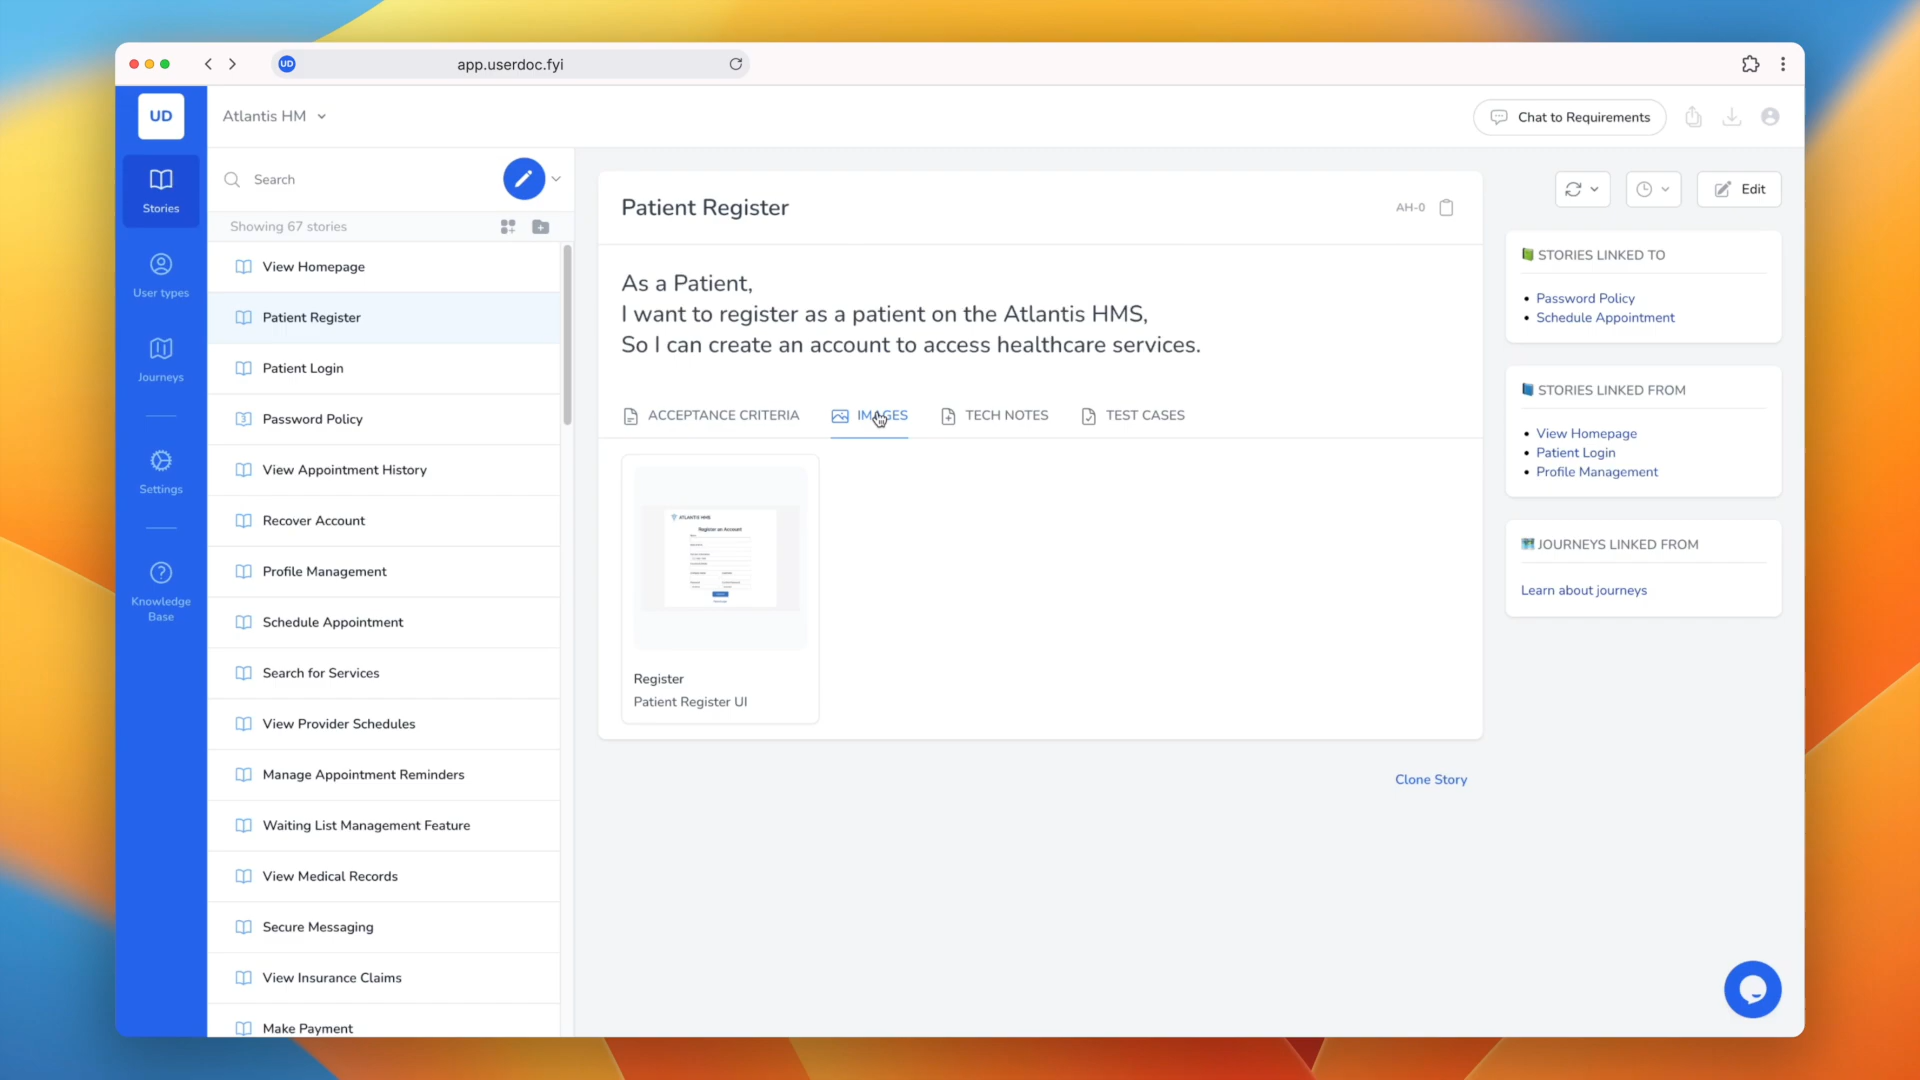 UD
app.userdoc.fyi
UD
Atlantis HM
Chat to Requirements
Stories
User types
Journeys
Settings
Knowledge
Base
Search
Showing 67 stories
View Homepage
Patient Register
Patient Login
Password Policy
View Appointment History
Recover Account
Profile Management
Schedule Appointment
Search for Services
View Provider Schedules
Manage Appointment Reminders
Waiting List Management Feature
View Medical Records
Secure Messaging
View Insurance Claims
Make Payment
Patient Register
AH-0
As a Patient,
I want to register as a patient on the Atlantis HMS,
So I can create an account to access healthcare services.
ACCEPTANCE CRITERIA
IMAGES
TECH NOTES
TEST CASES
ATLANTIS HMS
Register an Account
Register
Patient Register UI
Clone Story
Edit
STORIES LINKED TO
Password Policy
Schedule Appointment
STORIES LINKED FROM
View Homepage
Patient Login
Profile Management
JOURNEYS LINKED FROM
Learn about journeys